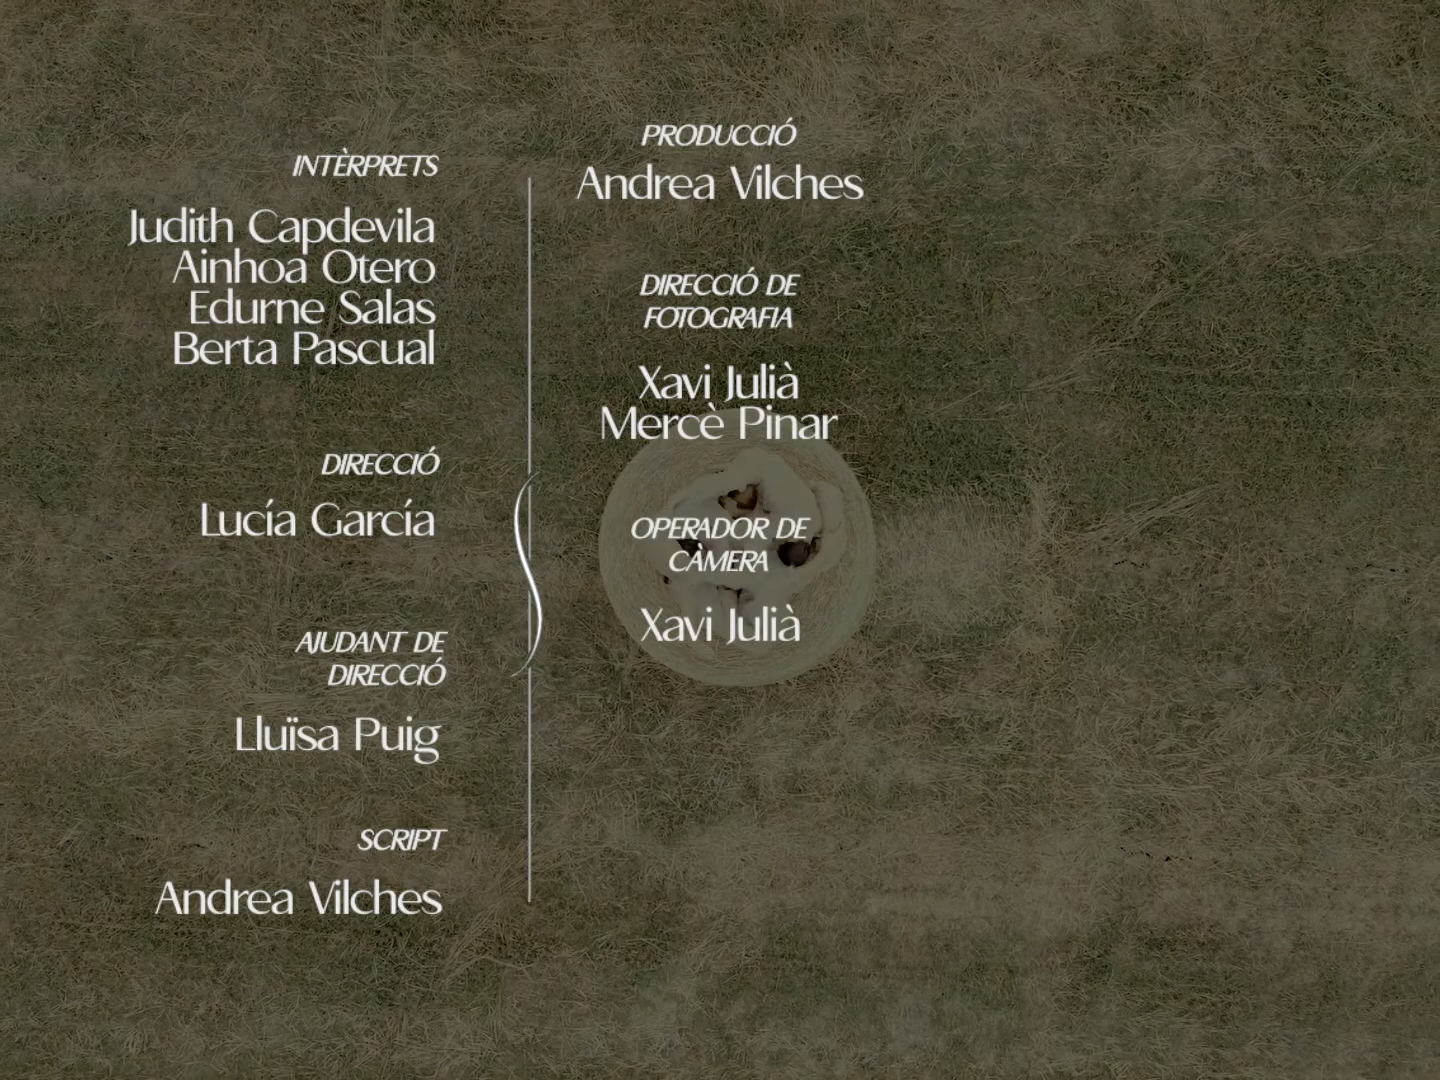 INTÈRPRETS
Judith Capdevila
Ainhoa Otero
Edurne Salas
Berta Pascual
DIRECCIÓ
Lucía García
AJUDANT DE
DIRECCIÓ
Lluïsa Puig
SCRIPT
Andrea Vilches
PRODUCCIÓ
Andrea Vilches
DIRECCIÓ DE
FOTOGRAFIA
Xavi Julià
Mercè Pinar
OPERADOR DE
CÀMERA
Xavi Julià